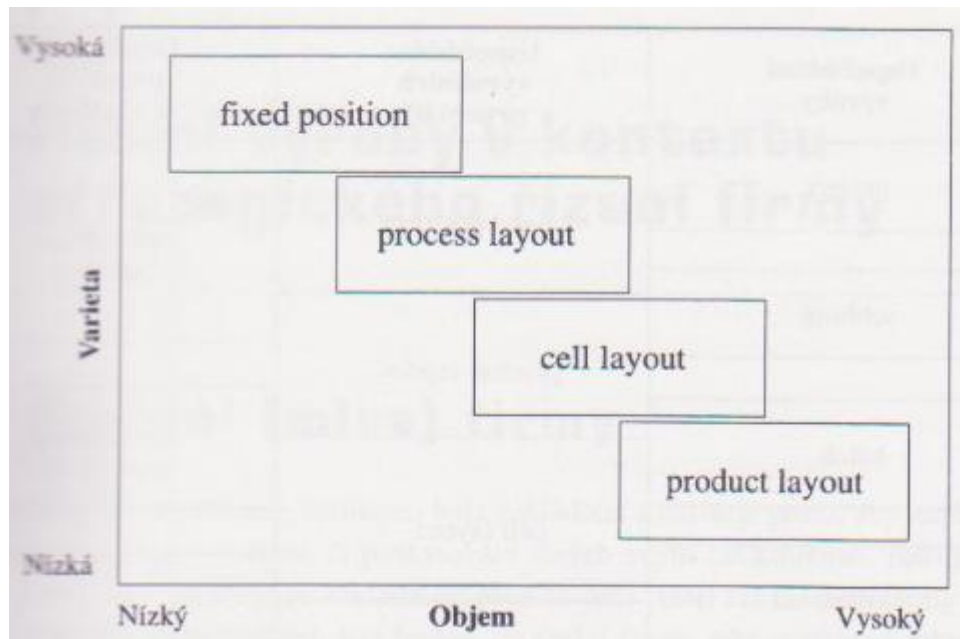 Vysoká
fixed position
process layout
Varieta
cell layout
product layout
Nízká
Nízký
Objem
Vysoký